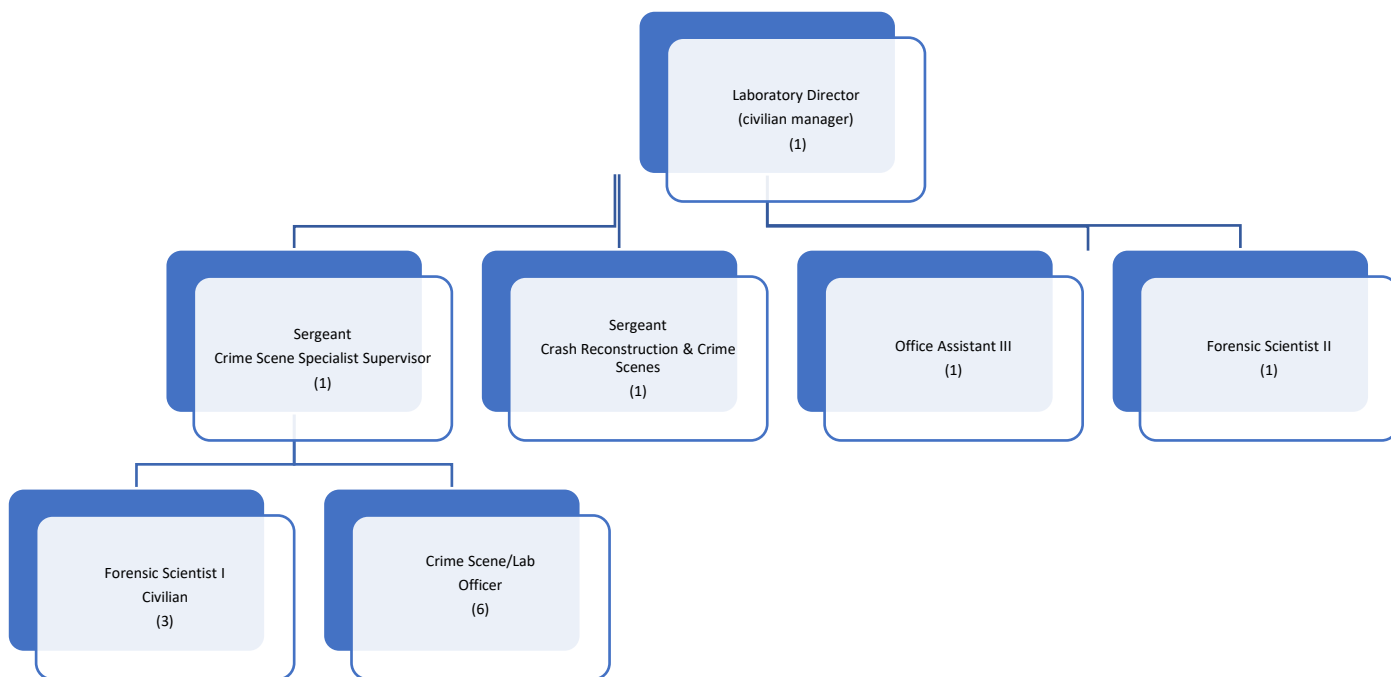 Laboratory Director
(civilian manager)
(1)
Sergeant
Crime Scene Specialist Supervisor
(1)
Sergeant
Crash Reconstruction & Crime
Scenes
(1)
Office Assistant III
(1)
Forensic Scientist II
(1)
Forensic Scientist I
Civilian
(3)
Crime Scene/Lab
Officer
(6)